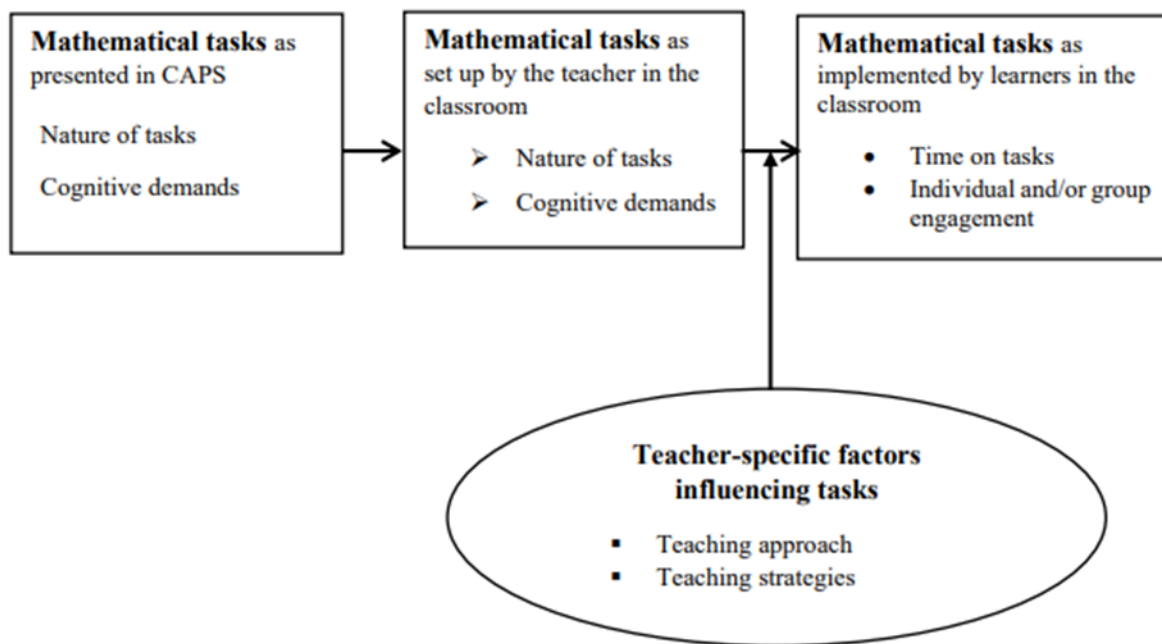 Mathematical tasks as
presented in CAPS
Nature of tasks
Cognitive demands
Mathematical tasks as
set up by the teacher in the
classroom
➢ Nature of tasks
➢ Cognitive demands
Mathematical tasks as
implemented by learners in the
classroom
• Time on tasks
• Individual and/or group
engagement
Teacher-specific factors
influencing tasks
▪ Teaching approach
▪ Teaching strategies